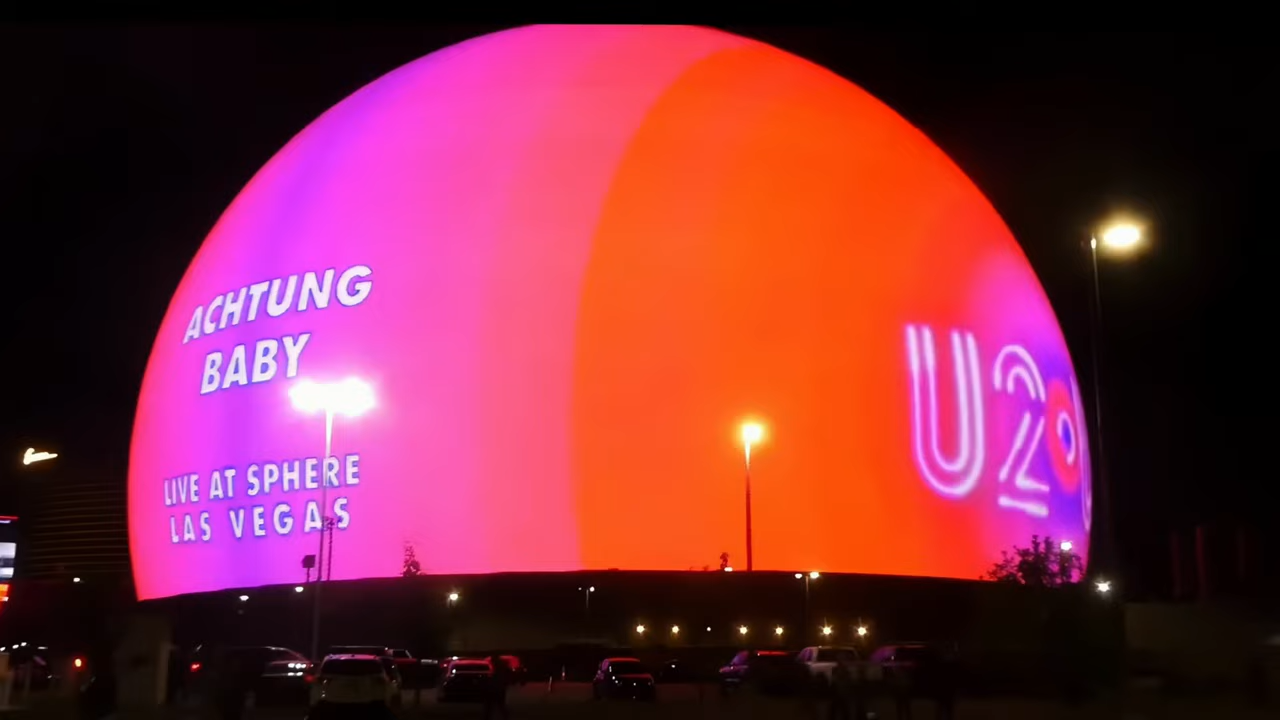 ACHTUNG
BABY
LIVE AT SPHERE
LAS VEGAS
U2